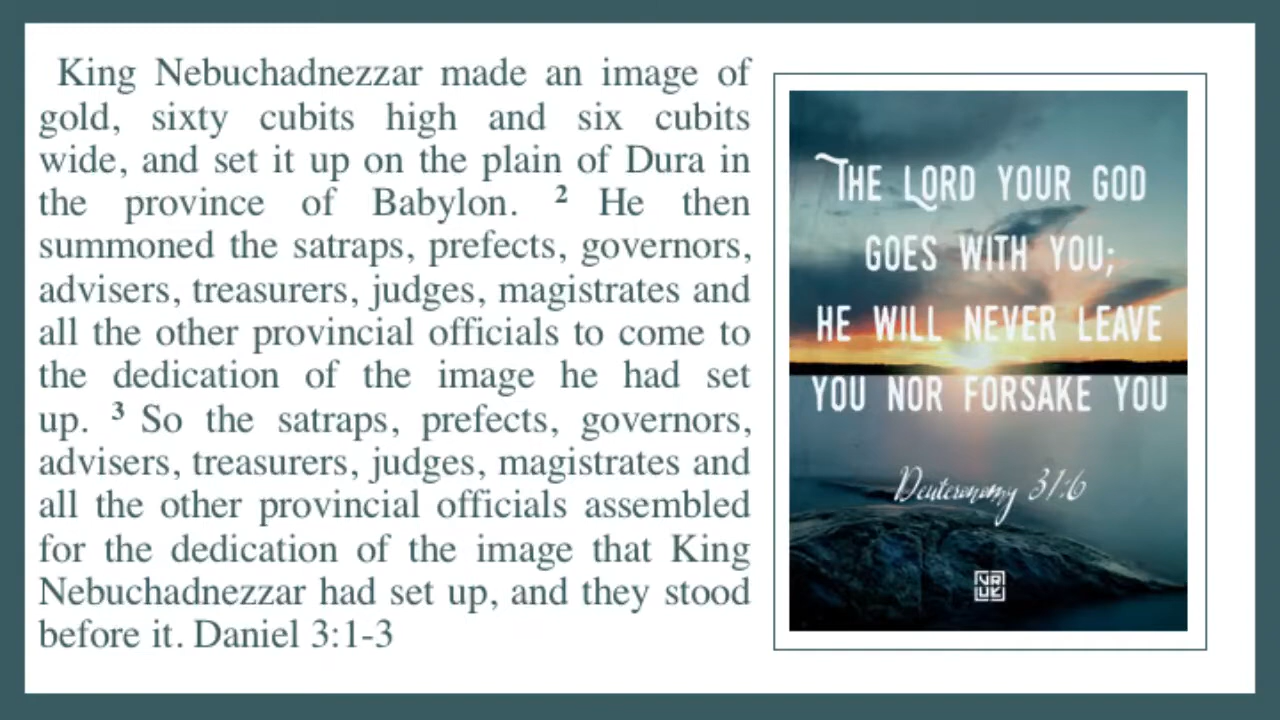 King Nebuchadnezzar made an image of
gold, sixty cubits high and six cubits
wide, and set it up on the plain of Dura in
the province of Babylon. ² He then
summoned the satraps, prefects, governors,
advisers, treasurers, judges, magistrates and
all the other provincial officials to come to
the dedication of the image he had set
up. ³ So the satraps, prefects, governors,
advisers, treasurers, judges, magistrates and
all the other provincial officials assembled
for the dedication of the image that King
Nebuchadnezzar had set up, and they stood
before it. Daniel 3:1-3
THE LORD YOUR GOD
GOES WITH YOU;
HE WILL NEVER LEAVE
YOU NOR FORSAKE YOU
Deuteronomy 31:6
VR
UK